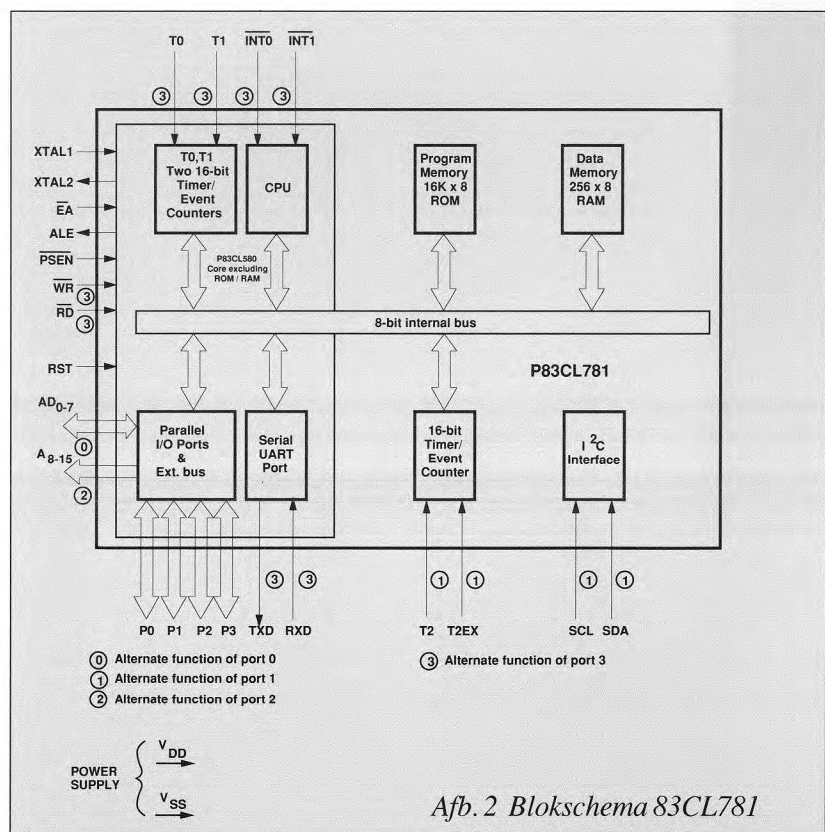 T0 T1 INT0 INT1
3 3 3 3
XTAL1
XTAL2
EA
ALE
PSEN
WR
3
RD
3
RST
AD0-7
0
A8-15
2
T0,T1
Two 16-bit
Timer/
Event
Counters
CPU
P83CL580
Core excluding
ROM / RAM
Program
Memory
16K x 8
ROM
Data
Memory
256 x 8
RAM
8-bit internal bus
P83CL781
Parallel
I/O Ports
&
Ext. bus
Serial
UART
Port
16-bit
Timer/
Event
Counter
I2C
Interface
3 3 1 1 1 1
P0 P1 P2 P3 TXD RXD T2 T2EX SCL SDA
0 Alternate function of port 0
1 Alternate function of port 1
2 Alternate function of port 2
3 Alternate function of port 3
POWER
SUPPLY
VDD
VSS
Afb. 2 Blokschema 83CL781